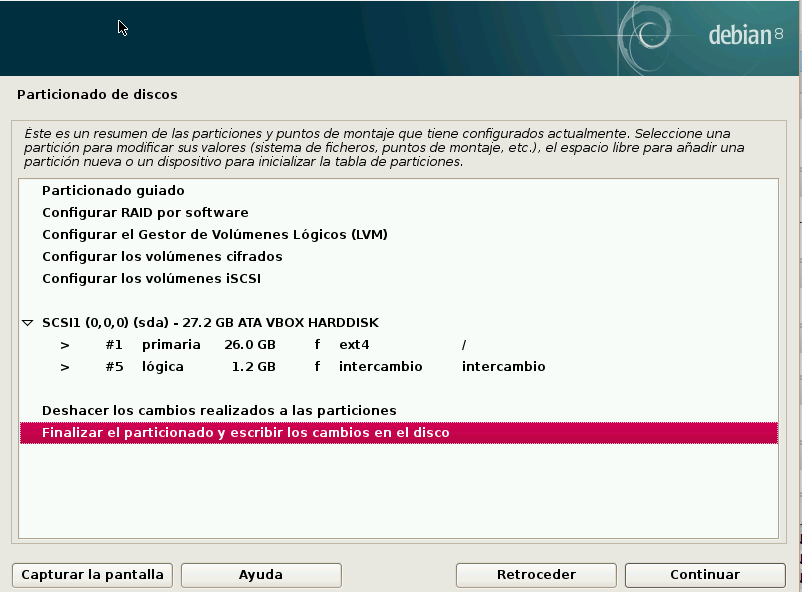 debian 8
Particionado de discos
Éste es un resumen de las particiones y puntos de montaje que tiene configurados actualmente. Seleccione una
partición para modificar sus valores (sistema de ficheros, puntos de montaje, etc.), el espacio libre para añadir una
partición nueva o un dispositivo para inicializar la tabla de particiones.
Particionado guiado
Configurar RAID por software
Configurar el Gestor de Volúmenes Lógicos (LVM)
Configurar los volúmenes cifrados
Configurar los volúmenes iSCSI
SCSI1 (0,0,0) (sda) - 27.2 GB ATA VBOX HARDDISK
> #1 primaria 26.0 GB f ext4 /
> #5 lógica 1.2 GB f intercambio intercambio
Deshacer los cambios realizados a las particiones
Finalizar el particionado y escribir los cambios en el disco
Capturar la pantalla Ayuda Retroceder Continuar